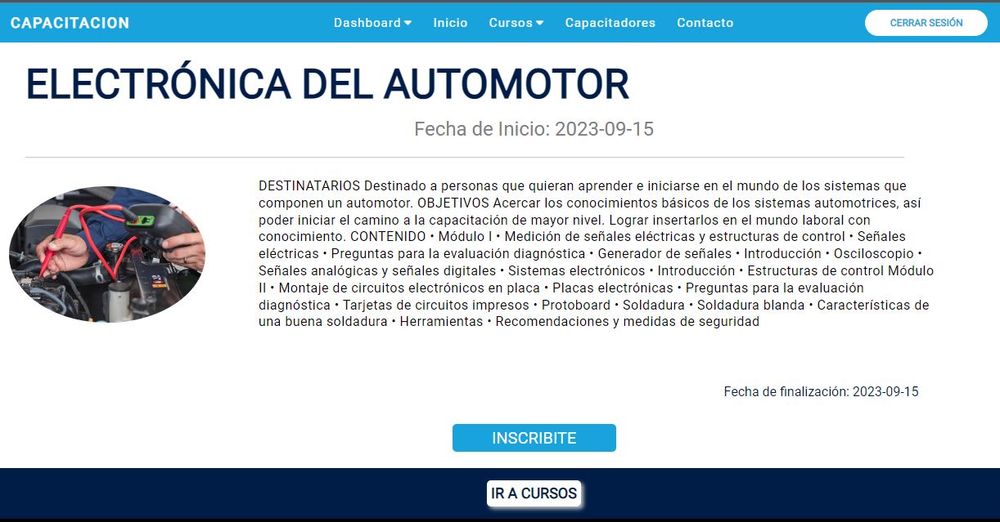 CAPACITACION
Dashboard
Inicio
Cursos
Capacitadores
Contacto
CERRAR SESIÓN
ELECTRÓNICA DEL AUTOMOTOR
Fecha de Inicio: 2023-09-15
DESTINATARIOS Destinado a personas que quieran aprender e iniciarse en el mundo de los sistemas que
componen un automotor. OBJETIVOS Acercar los conocimientos básicos de los sistemas automotrices, así
poder iniciar el camino a la capacitación de mayor nivel. Lograr insertarlos en el mundo laboral con
conocimiento. CONTENIDO • Módulo I • Medición de señales eléctricas y estructuras de control • Señales
eléctricas • Preguntas para la evaluación diagnóstica • Generador de señales • Introducción • Osciloscopio •
Señales analógicas y señales digitales • Sistemas electrónicos • Introducción • Estructuras de control Módulo
II • Montaje de circuitos electrónicos en placa • Placas electrónicas • Preguntas para la evaluación
diagnóstica • Tarjetas de circuitos impresos • Protoboard • Soldadura • Soldadura blanda • Características de
una buena soldadura • Herramientas • Recomendaciones y medidas de seguridad
Fecha de finalización: 2023-09-15
INSCRIBITE
IR A CURSOS